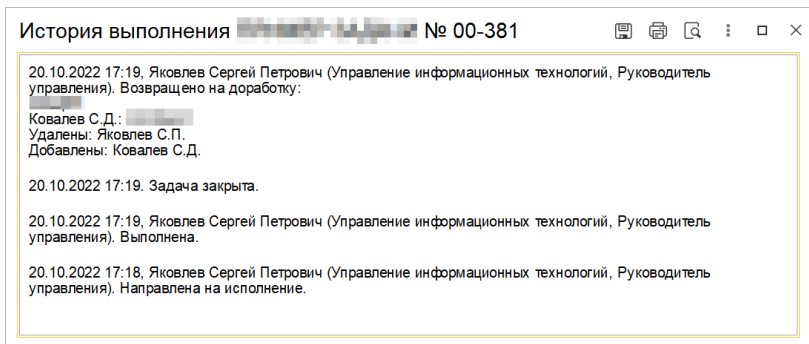 История выполнения № 00-381
20.10.2022 17:19, Яковлев Сергей Петрович (Управление информационных технологий, Руководитель
управления). Возвращено на доработку:
Ковалев С.Д.:
Удалены: Яковлев С.П.
Добавлены: Ковалев С.Д.
20.10.2022 17:19. Задача закрыта.
20.10.2022 17:19, Яковлев Сергей Петрович (Управление информационных технологий, Руководитель
управления). Выполнена.
20.10.2022 17:18, Яковлев Сергей Петрович (Управление информационных технологий, Руководитель
управления). Направлена на исполнение.